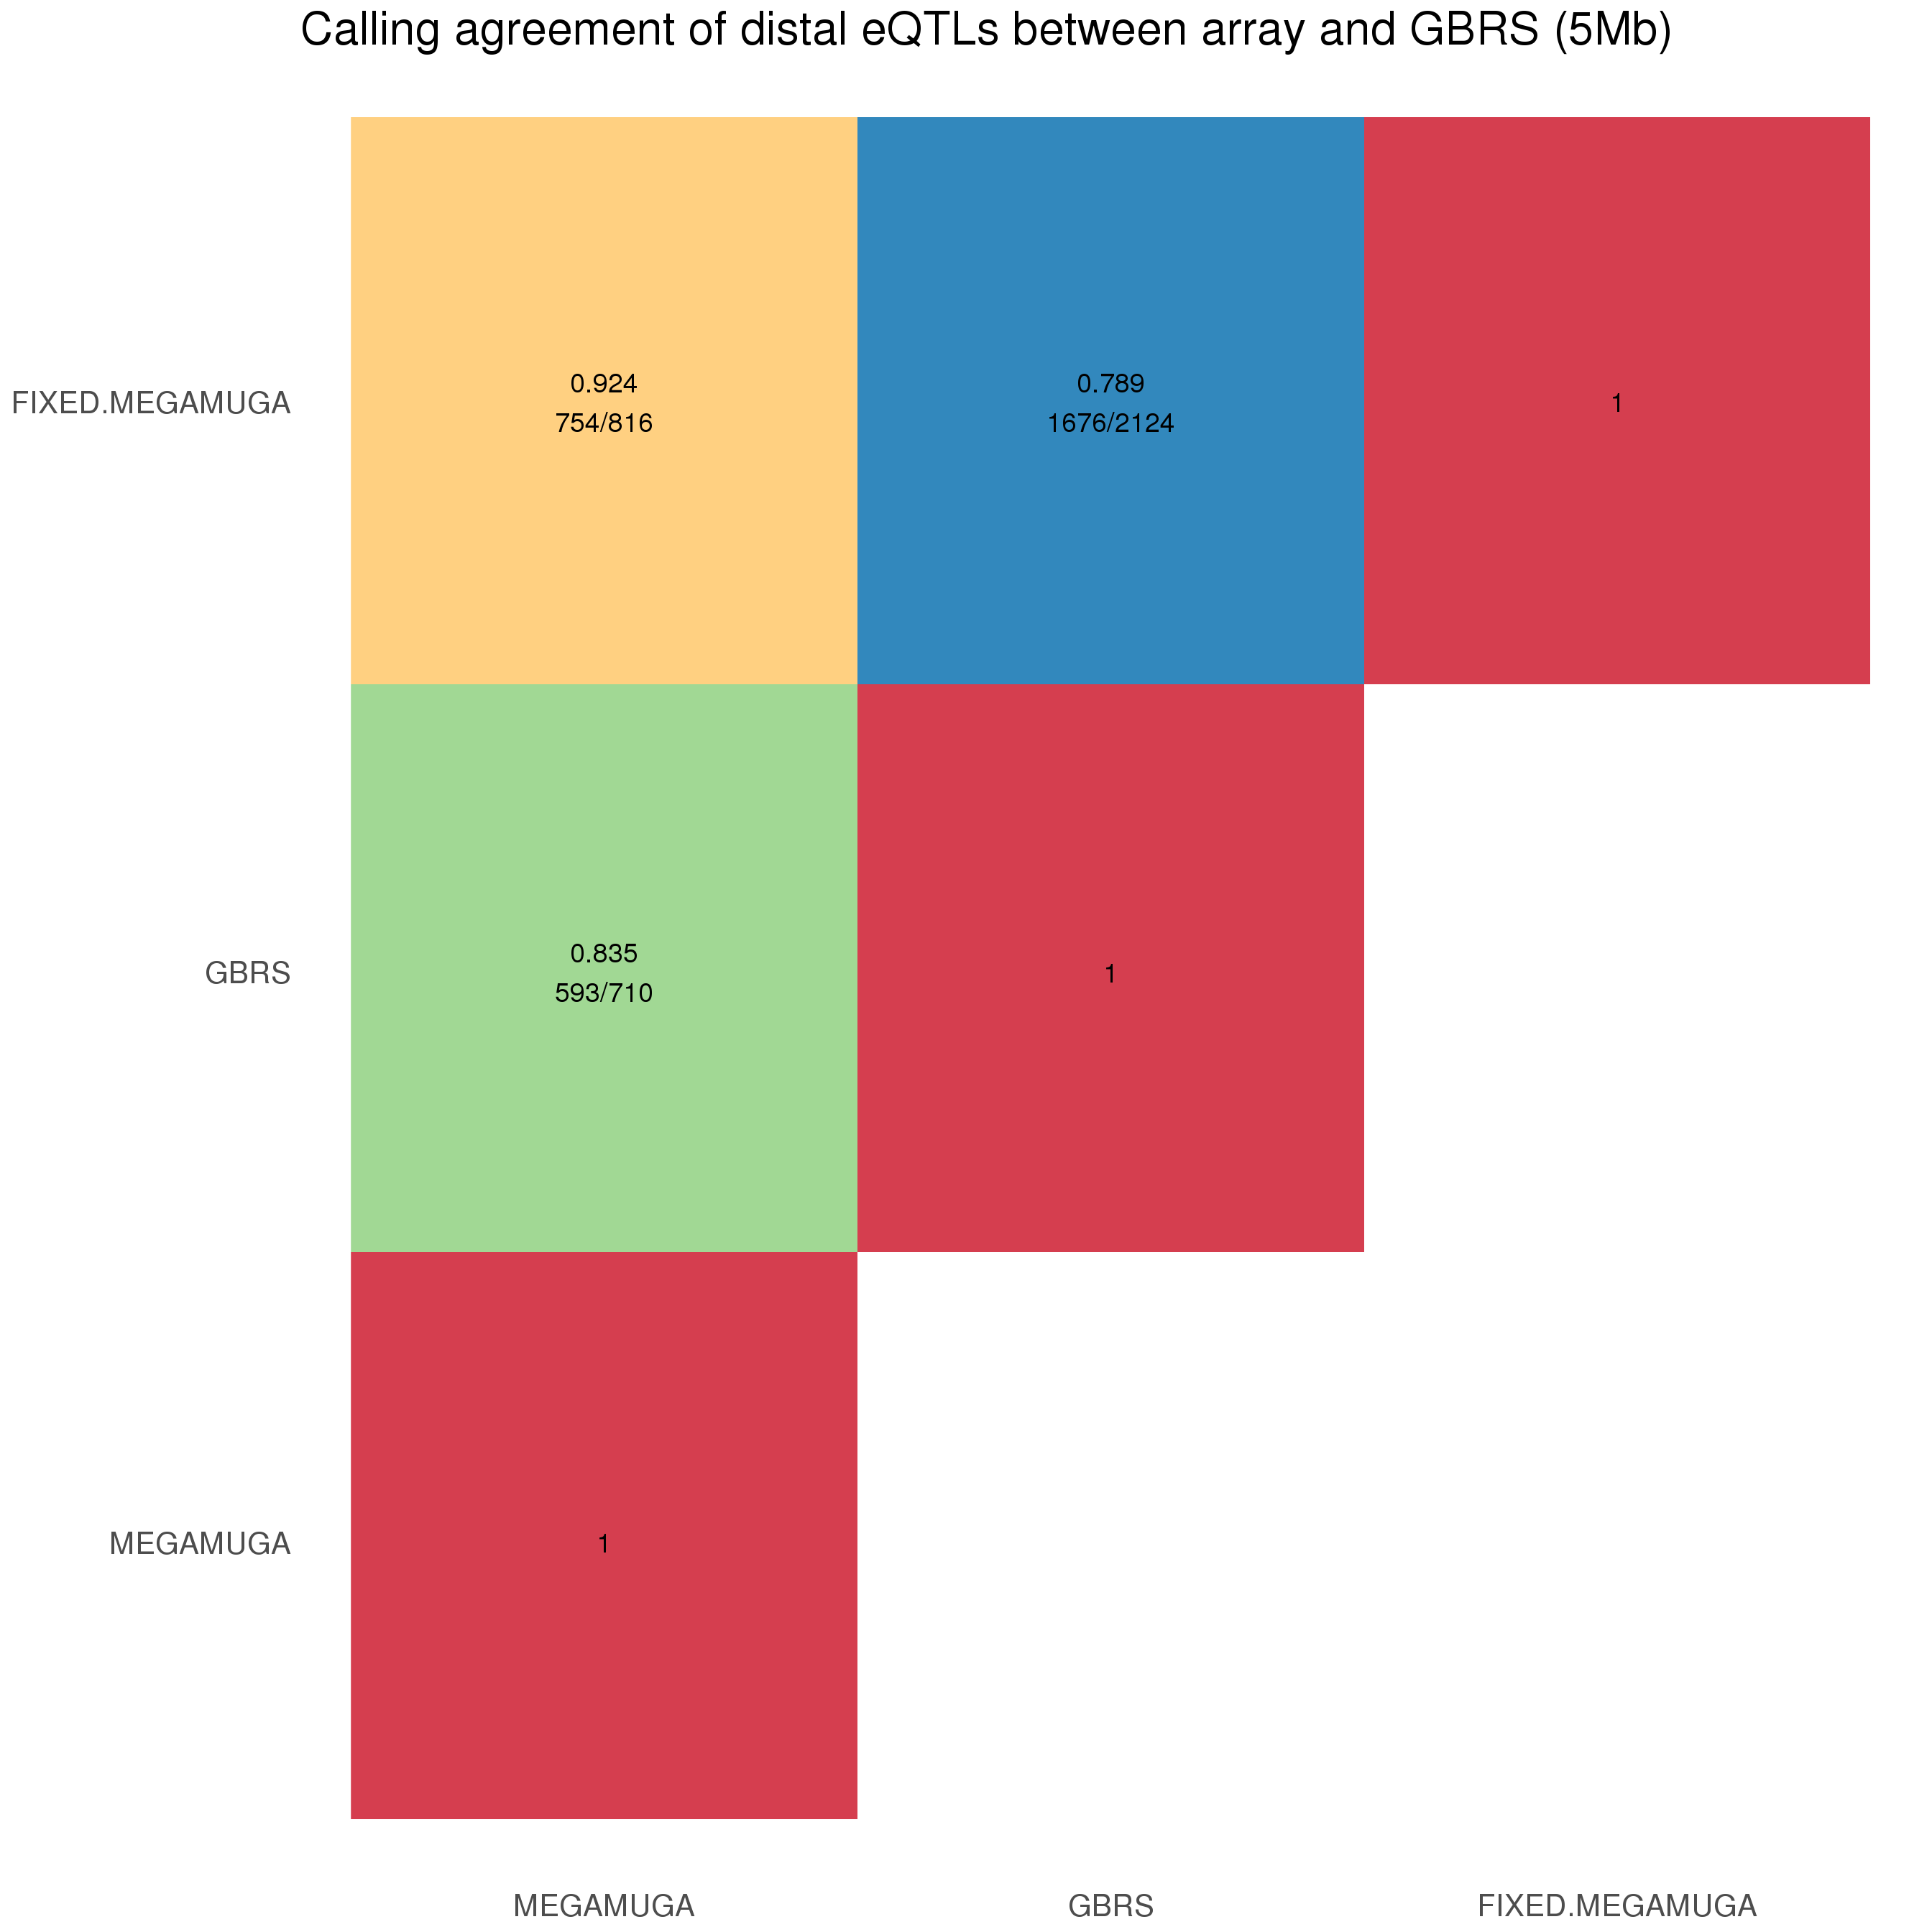 Calling agreement of distal eQTLs between array and GBRS (5Mb)
FIXED.MEGAMUGA
0.924
754/816
0.789
1676/2124
1
GBRS
0.835
593/710
1
MEGAMUGA
1
MEGAMUGA
GBRS
FIXED.MEGAMUGA